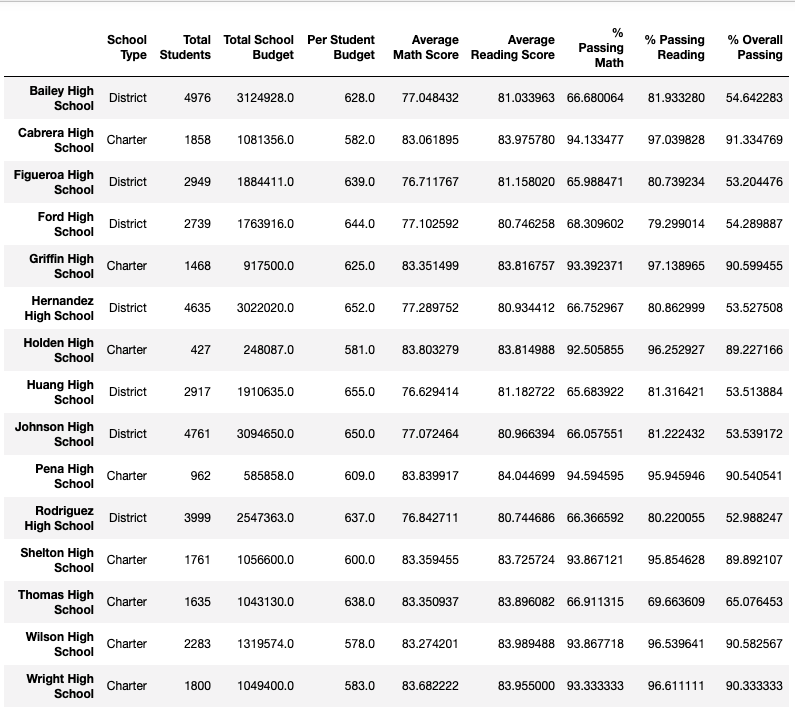 School Type Total Students Total School Budget Per Student Budget Average Math Score Average Reading Score % Passing Math % Passing Reading % Overall Passing
Bailey High School District 4976 3124928.0 628.0 77.048432 81.033963 66.680064 81.933280 54.642283
Cabrera High School Charter 1858 1081356.0 582.0 83.061895 83.975780 94.133477 97.039828 91.334769
Figueroa High School District 2949 1884411.0 639.0 76.711767 81.158020 65.988471 80.739234 53.204476
Ford High School District 2739 1763916.0 644.0 77.102592 80.746258 68.309602 79.299014 54.289887
Griffin High School Charter 1468 917500.0 625.0 83.351499 83.816757 93.392371 97.138965 90.599455
Hernandez High School District 4635 3022020.0 652.0 77.289752 80.934412 66.752967 80.862999 53.527508
Holden High School Charter 427 248087.0 581.0 83.803279 83.814988 92.505855 96.252927 89.227166
Huang High School District 2917 1910635.0 655.0 76.629414 81.182722 65.683922 81.316421 53.513884
Johnson High School District 4761 3094650.0 650.0 77.072464 80.966394 66.057551 81.222432 53.539172
Pena High School Charter 962 585858.0 609.0 83.839917 84.044699 94.594595 95.945946 90.540541
Rodriguez High School District 3999 2547363.0 637.0 76.842711 80.744686 66.366592 80.220055 52.988247
Shelton High School Charter 1761 1056600.0 600.0 83.359455 83.725724 93.867121 95.854628 89.892107
Thomas High School Charter 1635 1043130.0 638.0 83.350937 83.896082 66.911315 69.663609 65.076453
Wilson High School Charter 2283 1319574.0 578.0 83.274201 83.989488 93.867718 96.539641 90.582567
Wright High School Charter 1800 1049400.0 583.0 83.682222 83.955000 93.333333 96.611111 90.333333